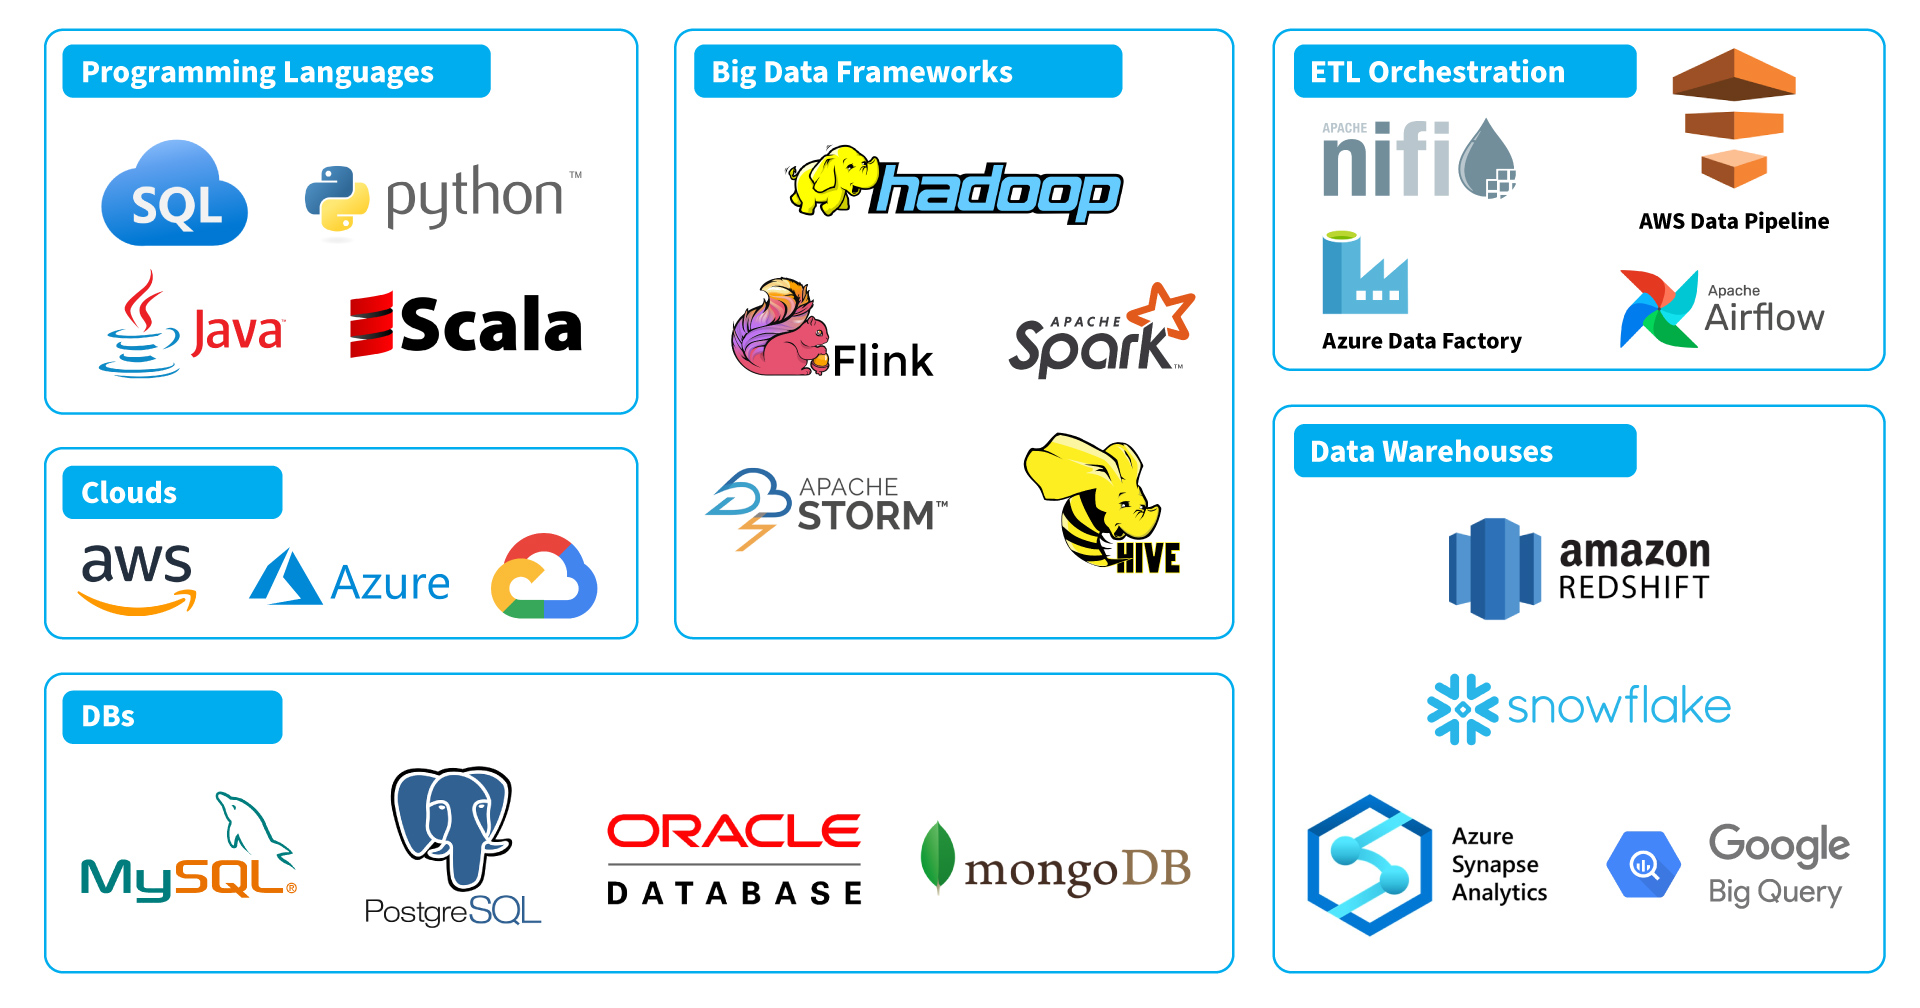 Programming Languages
SQL
python™
Java™
Scala
Clouds
aws
Azure
Big Data Frameworks
hadoop
Flink
APACHE
Spark™
APACHE
STORM™
HIVE
ETL Orchestration
APACHE
nifi
AWS Data Pipeline
Azure Data Factory
Apache
Airflow
Data Warehouses
amazon
REDSHIFT
snowflake
Azure
Synapse
Analytics
Google
Big Query
DBs
MySQL®
PostgreSQL
ORACLE
DATABASE
mongoDB